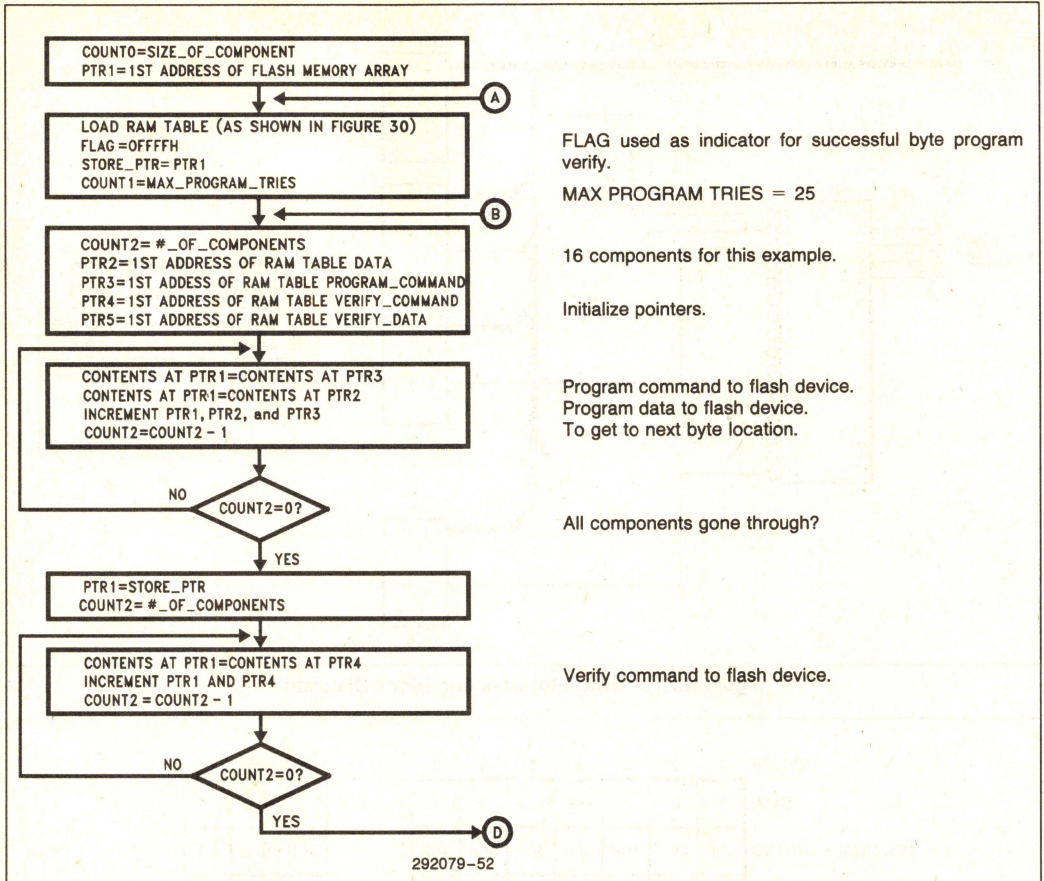 COUNT0=SIZE_OF_COMPONENT
PTR1=1ST ADDRESS OF FLASH MEMORY ARRAY
A
LOAD RAM TABLE (AS SHOWN IN FIGURE 30)
FLAG=0FFFFH
STORE_PTR=PTR1
COUNT1=MAX_PROGRAM_TRIES
FLAG used as indicator for successful byte program
verify.
MAX PROGRAM TRIES = 25
B
COUNT2= #_OF_COMPONENTS
PTR2=1ST ADDRESS OF RAM TABLE DATA
PTR3=1ST ADDESS OF RAM TABLE PROGRAM_COMMAND
PTR4=1ST ADDRESS OF RAM TABLE VERIFY_COMMAND
PTR5=1ST ADDRESS OF RAM TABLE VERIFY_DATA
16 components for this example.
Initialize pointers.
CONTENTS AT PTR1=CONTENTS AT PTR3
CONTENTS AT PTR1=CONTENTS AT PTR2
INCREMENT PTR1, PTR2, and PTR3
COUNT2=COUNT2 - 1
Program command to flash device.
Program data to flash device.
To get to next byte location.
NO
COUNT2=0?
All components gone through?
YES
PTR1=STORE_PTR
COUNT2= #_OF_COMPONENTS
CONTENTS AT PTR1=CONTENTS AT PTR4
INCREMENT PTR1 AND PTR4
COUNT2 = COUNT2 - 1
Verify command to flash device.
NO
COUNT2=0?
YES
D
292079-52